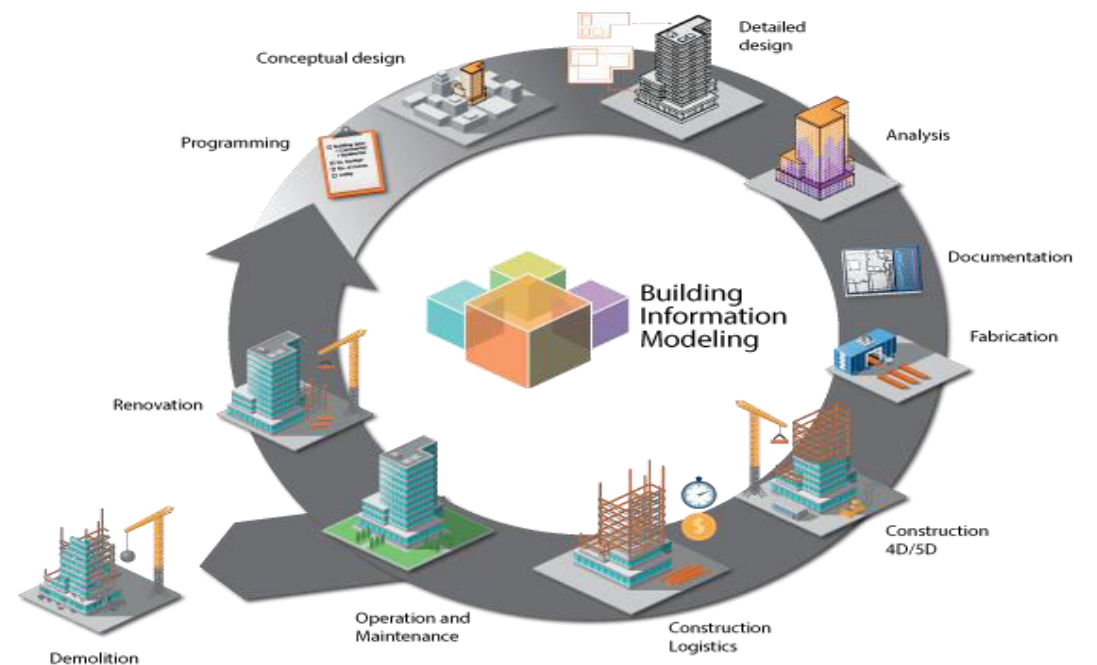 Detailed
design
Conceptual design
Programming
Analysis
Documentation
Building
Information
Modeling
Fabrication
Renovation
Construction
4D/5D
$
Operation and
Maintenance
Construction
Logistics
Demolition